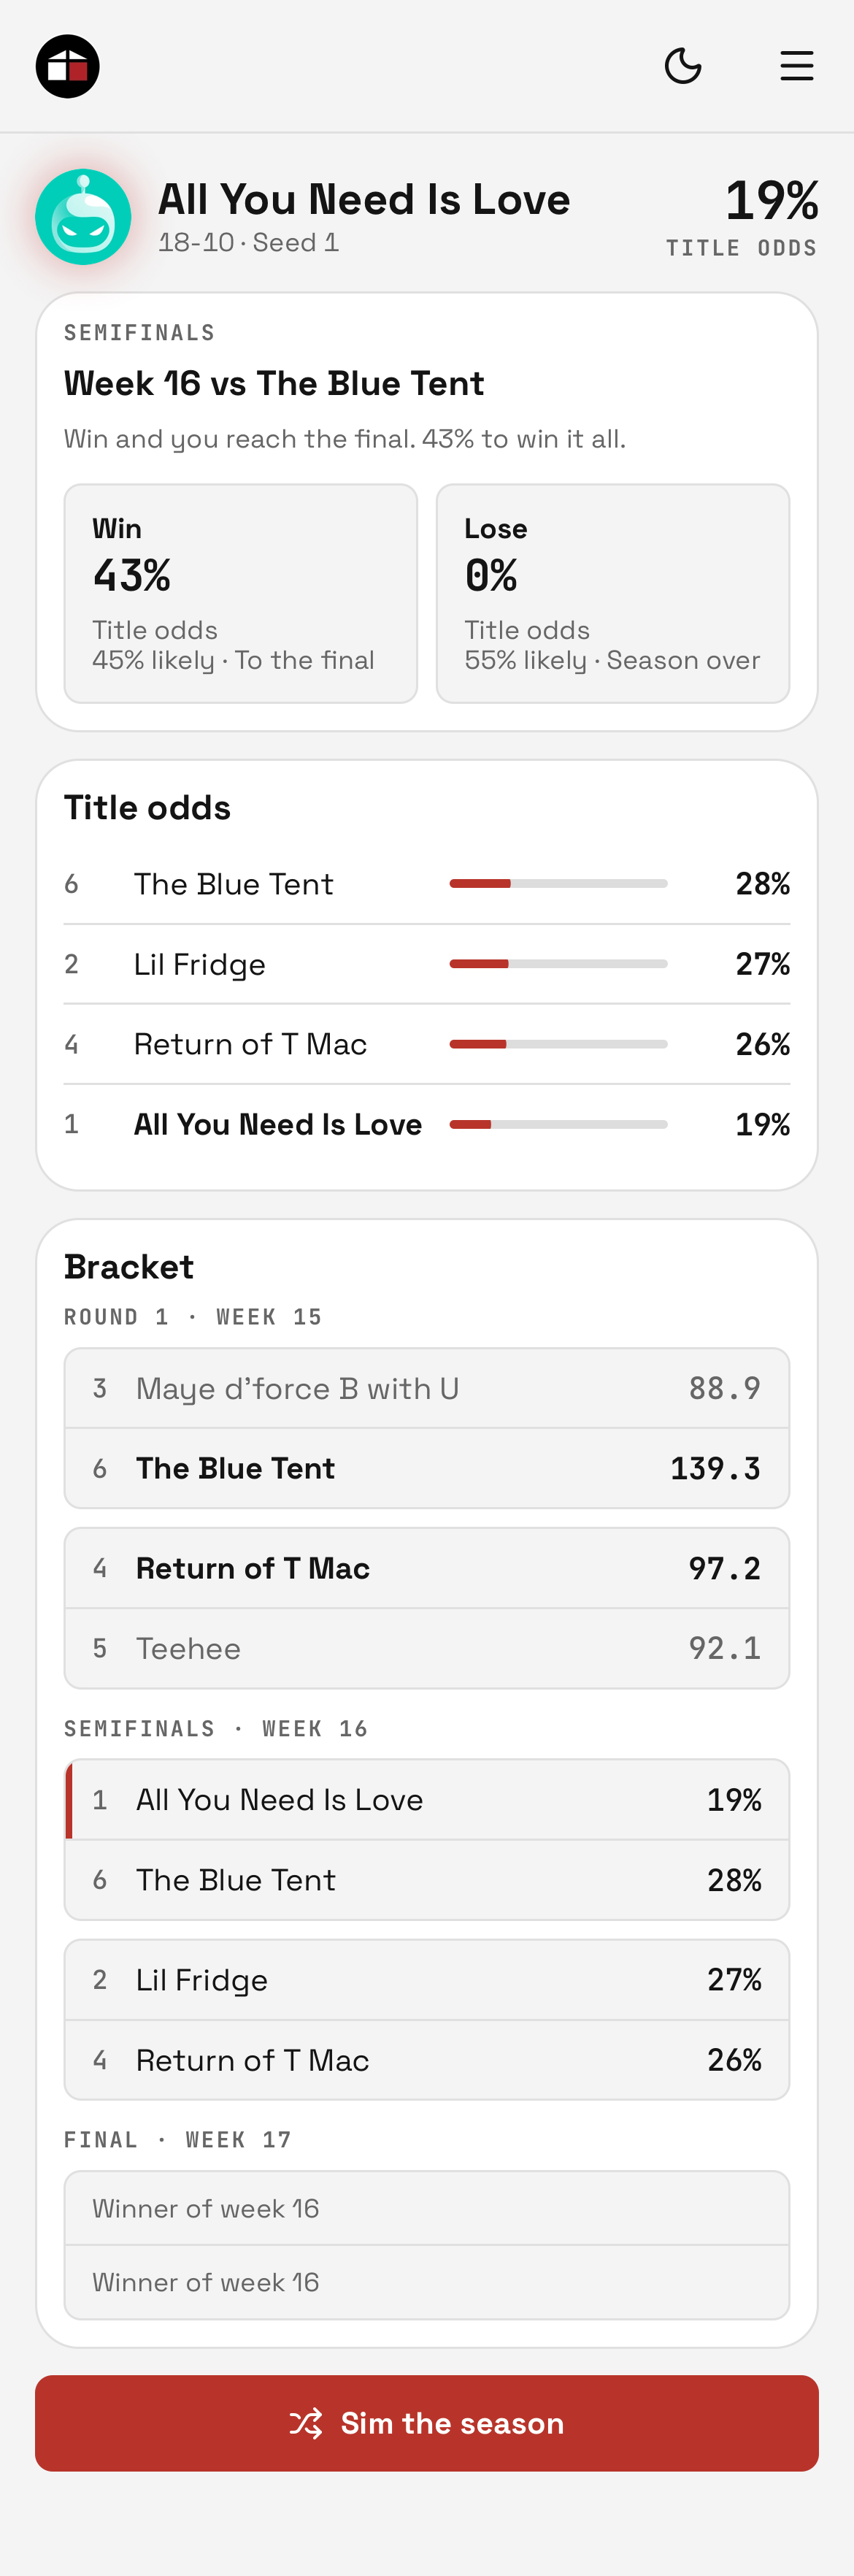 All You Need Is Love
18-10 · Seed 1
19%
TITLE ODDS
SEMIFINALS
Week 16 vs The Blue Tent
Win and you reach the final. 43% to win it all.
Win
43%
Title odds
45% likely · To the final
Lose
0%
Title odds
55% likely · Season over
Title odds
6 The Blue Tent 28%
2 Lil Fridge 27%
4 Return of T Mac 26%
1 All You Need Is Love 19%
Bracket
ROUND 1 · WEEK 15
3 Maye d’force B with U 88.9
6 The Blue Tent 139.3
4 Return of T Mac 97.2
5 Teehee 92.1
SEMIFINALS · WEEK 16
1 All You Need Is Love 19%
6 The Blue Tent 28%
2 Lil Fridge 27%
4 Return of T Mac 26%
FINAL · WEEK 17
Winner of week 16
Winner of week 16
Sim the season